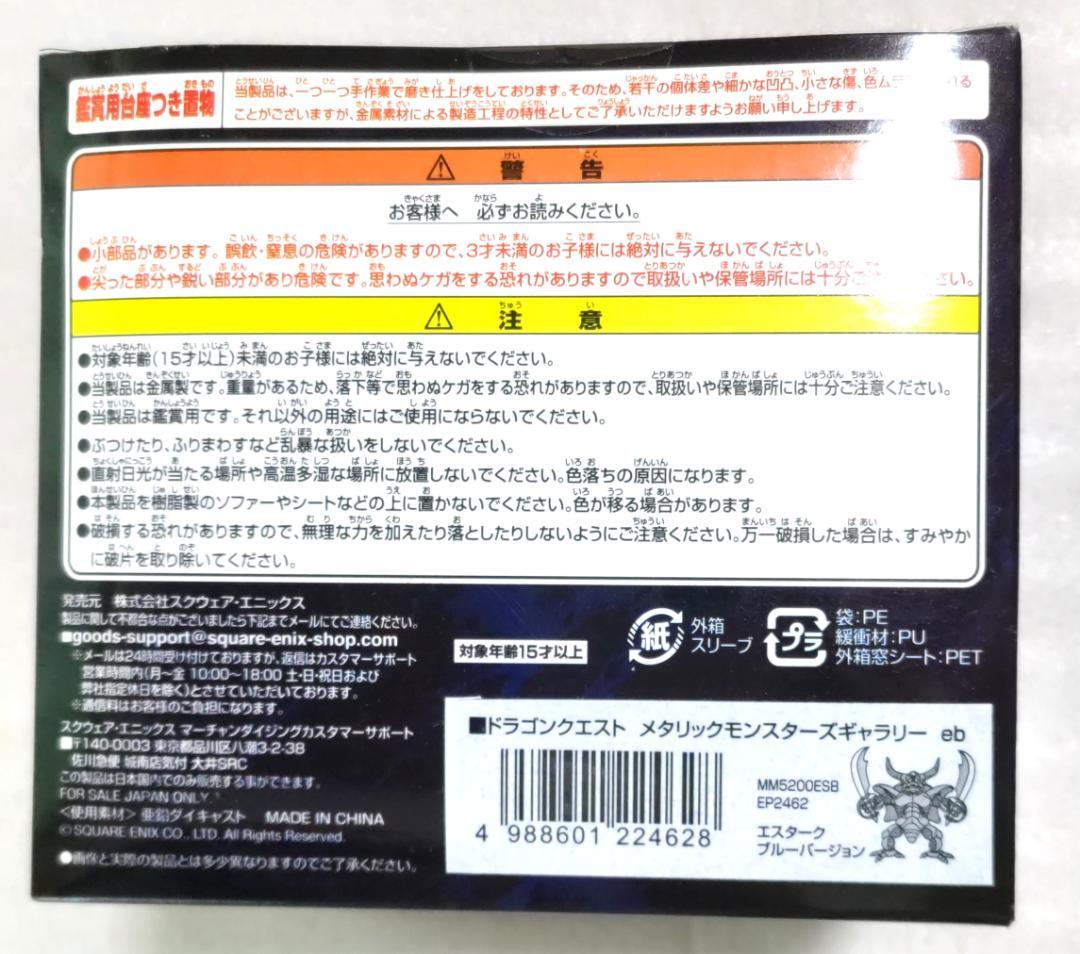 鑑賞用台座つき置物
当製品は、一つ一つ手作業で磨き仕上げをしております。そのため、若干の個体差や細かな凹凸、小さな傷、色ム
ことがございますが、金属素材による製造工程の特性としてご了承いただけますようお願い申し上げます。
⚠ 警告
お客様へ 必ずお読みください。
●小部品があります。誤飲・窒息の危険がありますので、3才未満のお子様には絶対に与えないでください。
●尖った部分や鋭い部分があり危険です。思わぬケガをする恐れがありますので取扱いや保管場所には十分ご さい。
⚠ 注意
●対象年齢(15才以上)未満のお子様には絶対に与えないでください。
●当製品は金属製です。重量があるため、落下等で思わぬケガをする恐れがありますので、取扱いや保管場所には十分ご注意ください。
●当製品は鑑賞用です。それ以外の用途にはご使用にならないでください。
●ぶつけたり、ふりまわすなど乱暴な扱いをしないでください。
●直射日光が当たる場所や高温多湿な場所に放置しないでください。色落ちの原因になります。
●本製品を樹脂製のソファーやシートなどの上に置かないでください。色が移る場合があります。
●破損する恐れがありますので、無理な力を加えたり落としたりしないようにご注意ください。万一破損した場合は、すみやか
に破片を取り除いてください。
発売元 株式会社スクウェア・エニックス
製品に関して不都合な点がございましたら下記までメールにてご連絡ください。
■goods-support@square-enix-shop.com
※メールは24時間受け付けておりますが、返信はカスタマーサポート
営業時間内(月~金 10:00~18:00 土・日・祝日および
弊社指定休日を除く)とさせていただいております。
※通信料はお客様のご負担になります。
スクウェア・エニックス マーチャンダイジングカスタマーサポート
■〒140-0003 東京都品川区八潮3-2-38
佐川急便 城南店気付 大井SRC
この製品は日本国内でのみ販売する事ができます。
FOR SALE JAPAN ONLY.
<使用素材> 亜鉛ダイキャスト MADE IN CHINA
© SQUARE ENIX CO., LTD. All Rights Reserved.
●画像と実際の製品とは多少異なりますのでご了承ください。
対象年齢15才以上
紙
外箱
スリーブ
プラ
袋:PE
緩衝材:PU
外箱窓シート:PET
■ドラゴンクエスト メタリックモンスターズギャラリー eb
4 988601 224628
MM5200ESB
EP2462
エスターク
ブルーバージョン